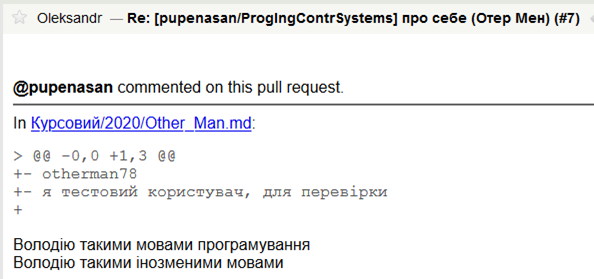 Oleksandr — Re: [pupenasan/ProgIngContrSystems] про себе (Отер Мен) (#7)
@pupenasan commented on this pull request.
In Курсовий/2020/Other_Man.md:
> @@ -0,0 +1,3 @@
+- otherman78
+- я тестовий користувач, для перевірки
+
Володію такими мовами програмування
Володію такими інозменими мовами